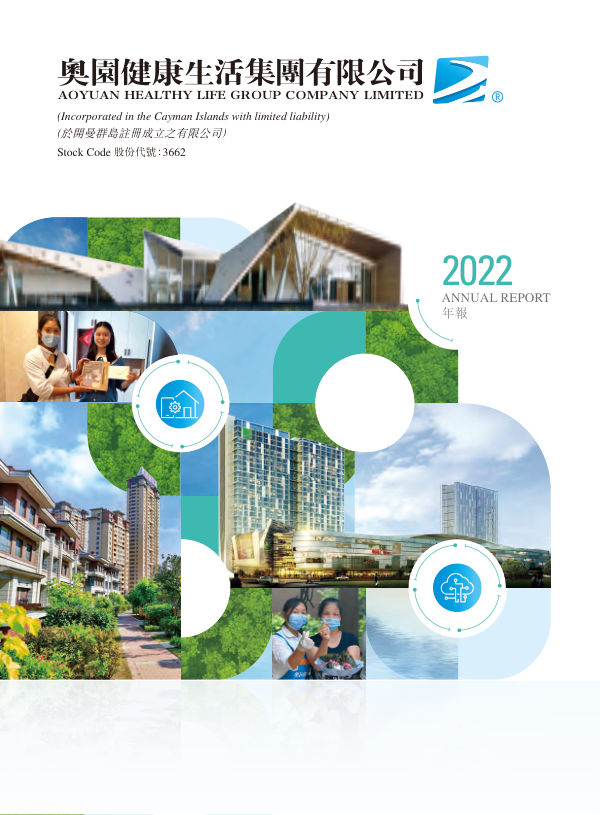 奧園健康生活集團有限公司
AOYUAN HEALTHY LIFE GROUP COMPANY LIMITED
®
(Incorporated in the Cayman Islands with limited liability)
(於開曼群島註冊成立之有限公司)
Stock Code 股份代號：3662
2022
ANNUAL REPORT
年報